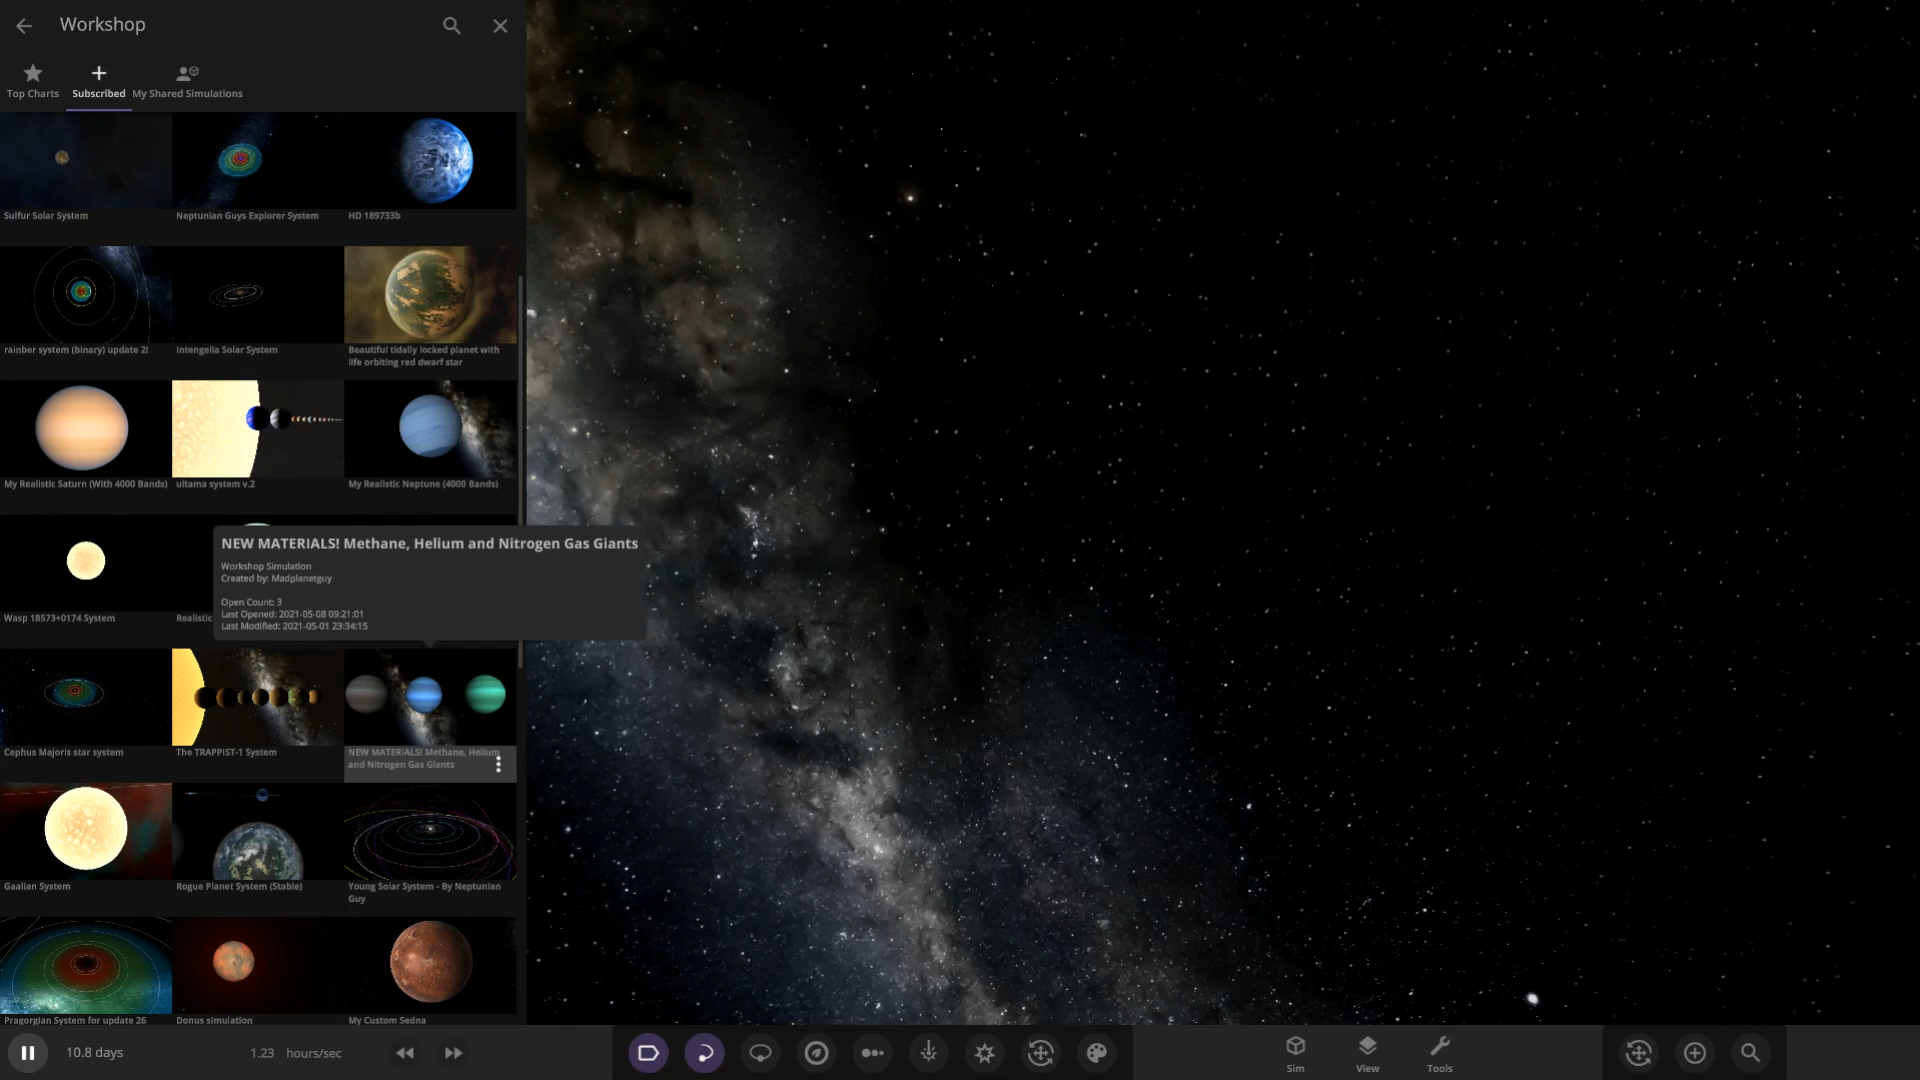 Workshop
Top Charts
Subscribed
My Shared Simulations
Sulfur Solar System
Neptunian Guys Explorer System
HD 189733b
rainber system (binary) update 2!
Intengelia Solar System
Beautiful tidally locked planet with
life orbiting red dwarf star
My Realistic Saturn (With 4000 Bands)
ultama system v.2
My Realistic Neptune (4000 Bands)
NEW MATERIALS! Methane, Helium and Nitrogen Gas Giants
Workshop Simulation
Created by: Madplanetguy
Open Count: 3
Last Opened: 2021-05-08 09:21:01
Last Modified: 2021-05-01 23:34:15
Wasp 18573+0174 System
Realistic
Cephus Majoris star system
The TRAPPIST-1 System
NEW MATERIALS! Methane, Helium
and Nitrogen Gas Giants
Gaalian System
Rogue Planet System (Stable)
Young Solar System - By Neptunian
Guy
Pragorgian System for update 26
Donus simulation
My Custom Sedna
10.8 days
1.23 hours/sec
Sim
View
Tools